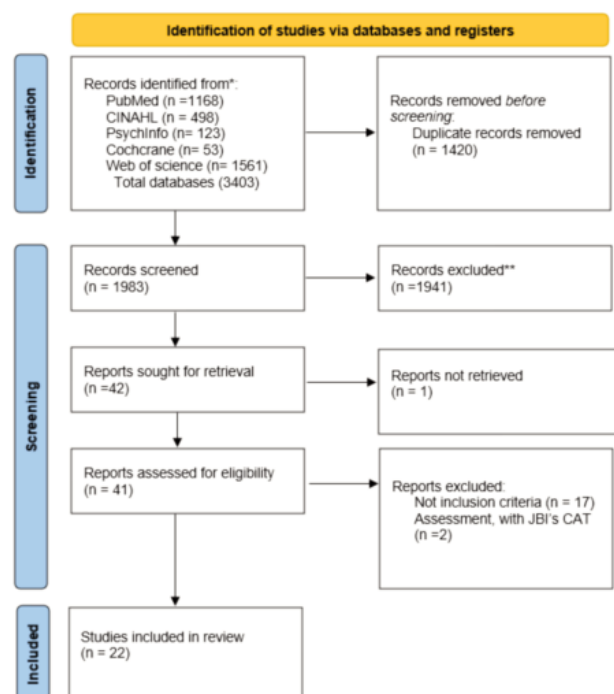 Identification of studies via databases and registers
Identification
Records identified from*:
PubMed (n =1168)
CINAHL (n = 498)
PsychInfo (n= 123)
Cochcrane (n= 53)
Web of science (n= 1561)
Total databases (3403)
Records removed before
screening:
Duplicate records removed
(n = 1420)
Screening
Records screened
(n = 1983)
Records excluded**
(n =1941)
Reports sought for retrieval
(n =42)
Reports not retrieved
(n = 1)
Reports assessed for eligibility
(n = 41)
Reports excluded:
Not inclusion criteria (n = 17)
Assessment, with JBI's CAT
(n =2)
Included
Studies included in review
(n = 22)